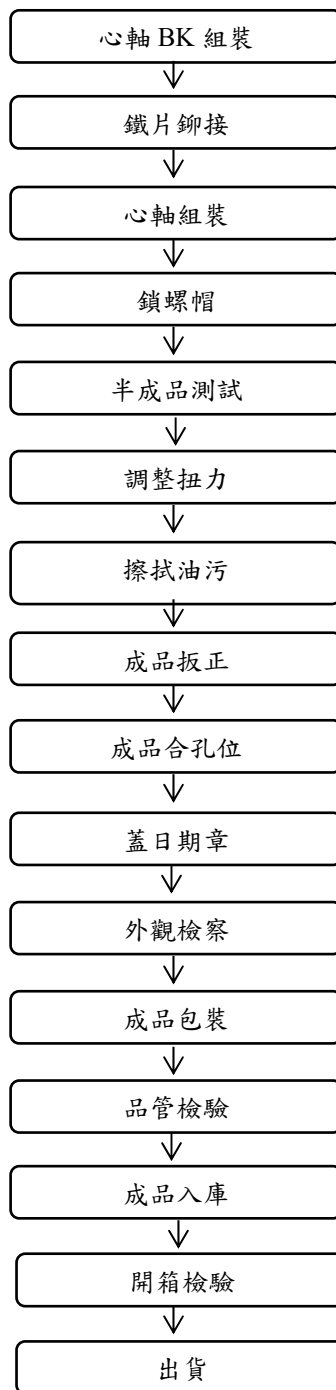 心軸 BK 組裝
鐵片鉚接
心軸組裝
鎖螺帽
半成品測試
調整扭力
擦拭油污
成品扳正
成品合孔位
蓋日期章
外觀檢察
成品包裝
品管檢驗
成品入庫
開箱檢驗
出貨